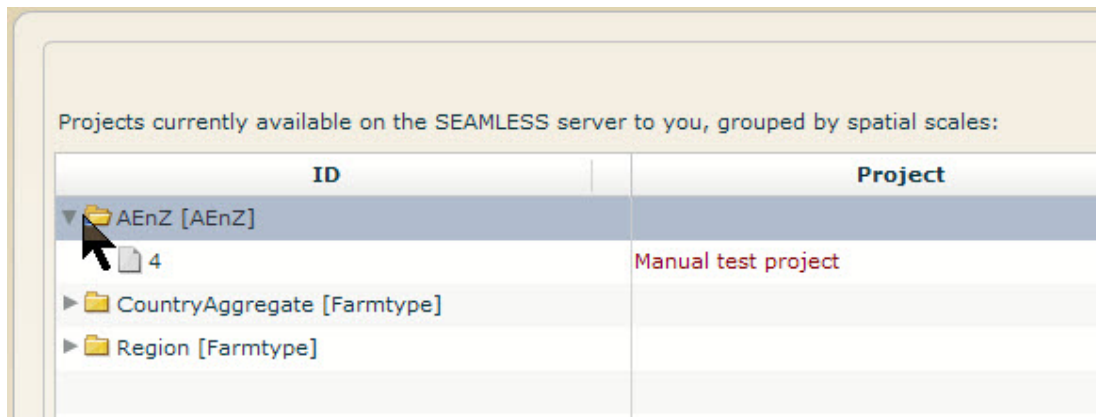 Projects currently available on the SEAMLESS server to you, grouped by spatial scales:
ID Project
AEnZ [AEnZ]
4 Manual test project
CountryAggregate [Farmtype]
Region [Farmtype]